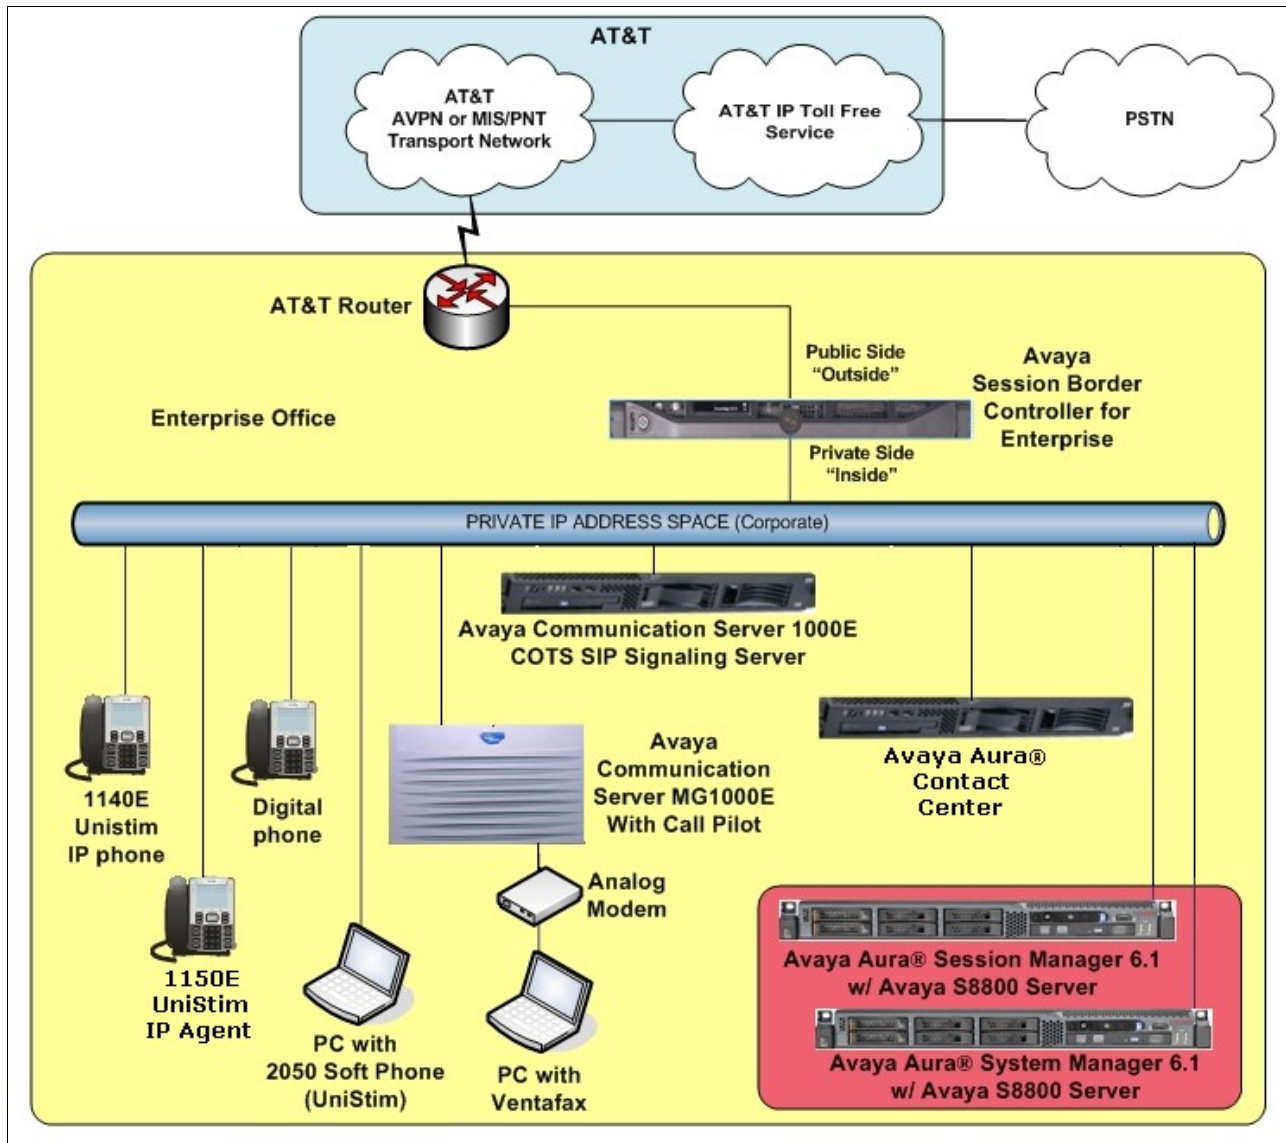 AT&T
AT&T
AVPN or MIS/PNT
Transport Network
AT&T IP Toll Free
Service
PSTN
AT&T Router
Public Side
“Outside”
Avaya
Session Border
Controller for
Enterprise
Enterprise Office
Private Side
“Inside”
PRIVATE IP ADDRESS SPACE (Corporate)
Avaya Communication Server 1000E
COTS SIP Signaling Server
1140E
Unistim
IP phone
Digital
phone
Avaya
Communication
Server MG1000E
With Call Pilot
Avaya Aura®
Contact
Center
Analog
Modem
1150E
UniStim
IP Agent
PC with
2050 Soft Phone
(UniStim)
PC with
Ventafax
Avaya Aura® Session Manager 6.1
w/ Avaya S8800 Server
Avaya Aura® System Manager 6.1
w/ Avaya S8800 Server